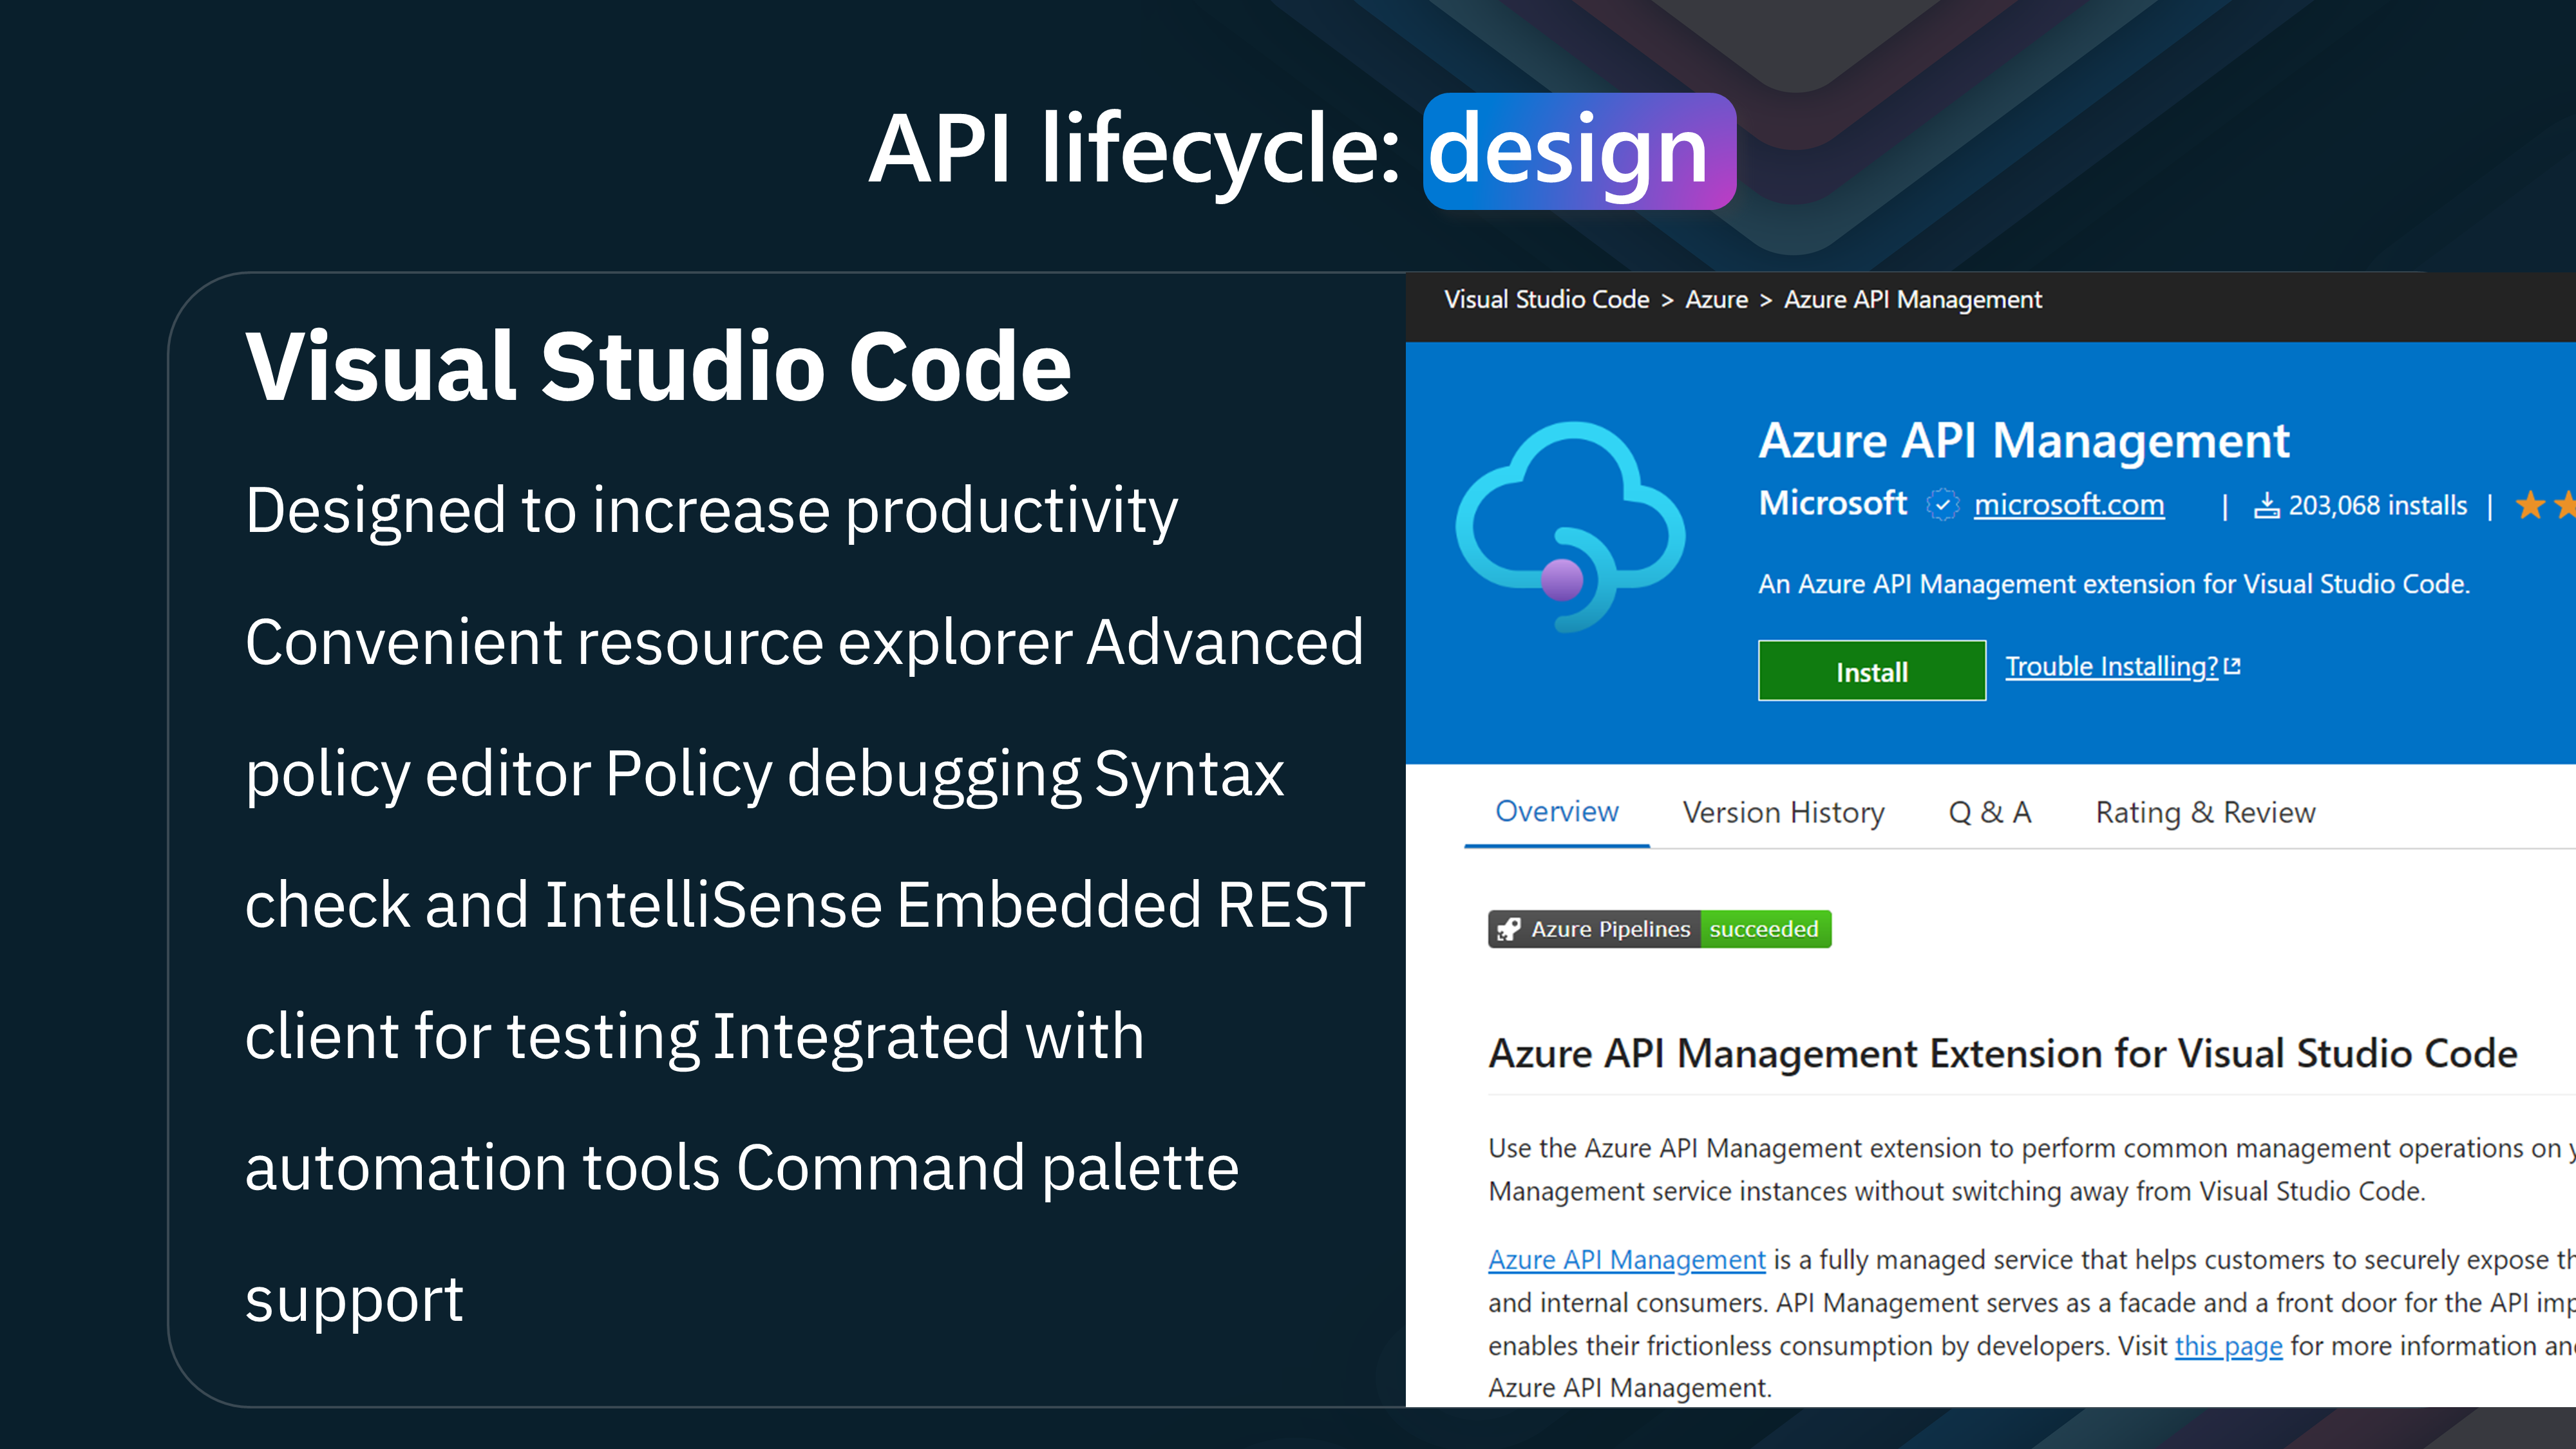 API lifecycle: design
Visual Studio Code
Designed to increase productivity
Convenient resource explorer Advanced
policy editor Policy debugging Syntax
check and IntelliSense Embedded REST
client for testing Integrated with
automation tools Command palette
support
Visual Studio Code > Azure > Azure API Management
Azure API Management
Microsoft microsoft.com | 203,068 installs |
An Azure API Management extension for Visual Studio Code.
Install Trouble Installing?
Overview Version History Q & A Rating & Review
Azure Pipelines succeeded
Azure API Management Extension for Visual Studio Code
Use the Azure API Management extension to perform common management operations on
Management service instances without switching away from Visual Studio Code.
Azure API Management is a fully managed service that helps customers to securely expose
and internal consumers. API Management serves as a facade and a front door for the API
enables their frictionless consumption by developers. Visit this page for more information
Azure API Management.